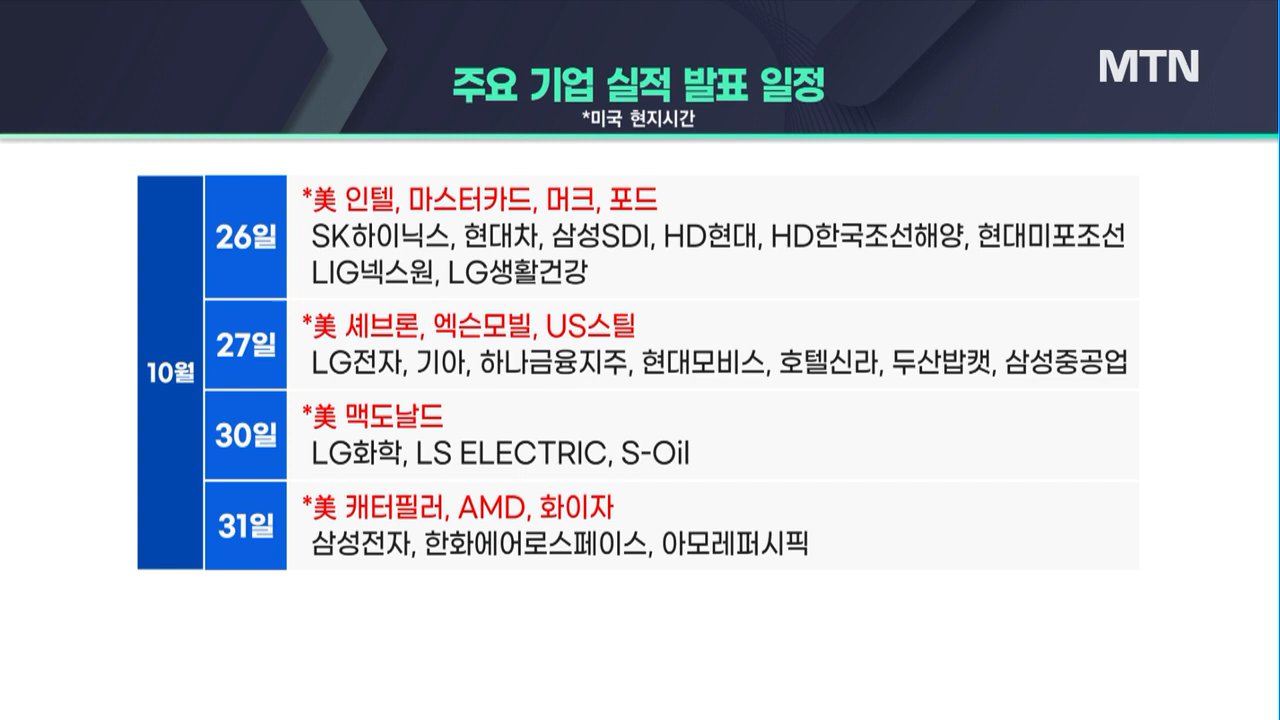 주요 기업 실적 발표 일정
MTN
*미국 현지시간
10월
26일
*美 인텔, 마스터카드, 머크, 포드
SK하이닉스, 현대차, 삼성SDI, HD현대, HD한국조선해양, 현대미포조선
LIG넥스원, LG생활건강
27일
*美 셰브론, 엑슨모빌, US스틸
LG전자, 기아, 하나금융지주, 현대모비스, 호텔신라, 두산밥캣, 삼성중공업
30일
*美 맥도날드
LG화학, LS ELECTRIC, S-Oil
31일
*美 캐터필러, AMD, 화이자
삼성전자, 한화에어로스페이스, 아모레퍼시픽